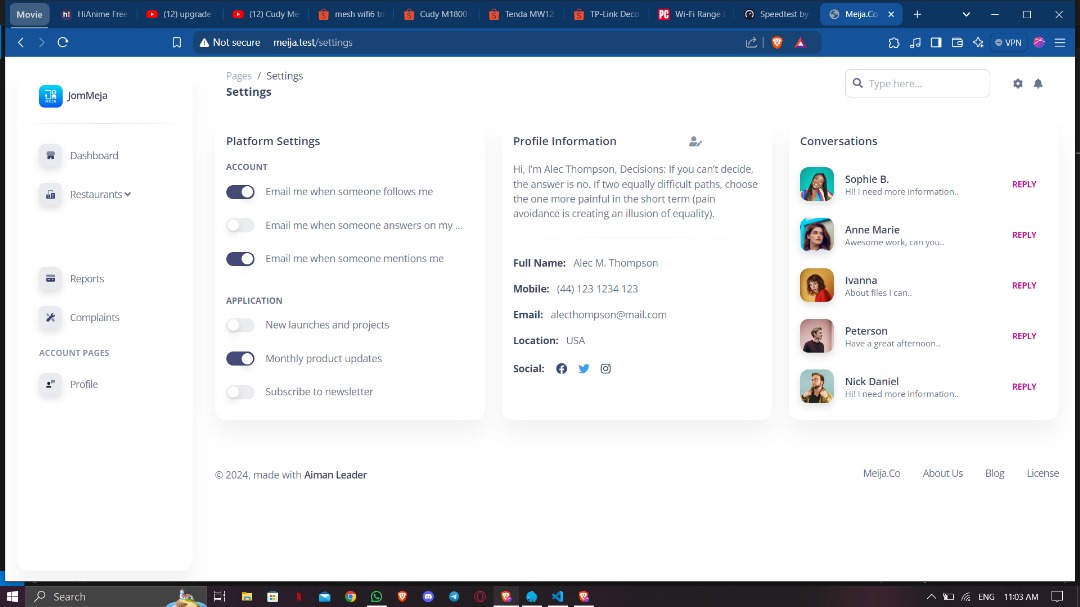 Movie
HiAnime Free
(12) upgrade
(12) Cudy Me
mesh wifi6 tri
Cudy M1800
Tenda MW12
TP-Link Deco
Wi-Fi Range
Speedtest by
Meija.Co
Not secure
meija.test/settings
VPN
JomMeja
Pages / Settings
Settings
Type here...
Dashboard
Restaurants
Reports
Complaints
ACCOUNT PAGES
Profile
Platform Settings
ACCOUNT
Email me when someone follows me
Email me when someone answers on my ...
Email me when someone mentions me
APPLICATION
New launches and projects
Monthly product updates
Subscribe to newsletter
Profile Information
Hi, I'm Alec Thompson, Decisions: If you can't decide,
the answer is no. If two equally difficult paths, choose
the one more painful in the short term (pain
avoidance is creating an illusion of equality).
Full Name: Alec M. Thompson
Mobile: (44) 123 1234 123
Email: alecthompson@mail.com
Location: USA
Social:
Conversations
Sophie B.
Hi! I need more information..
REPLY
Anne Marie
Awesome work, can you..
REPLY
Ivanna
About files I can..
REPLY
Peterson
Have a great afternoon..
REPLY
Nick Daniel
Hi! I need more information..
REPLY
© 2024, made with Aiman Leader
Meija.Co
About Us
Blog
License
Search
ENG
11:03 AM